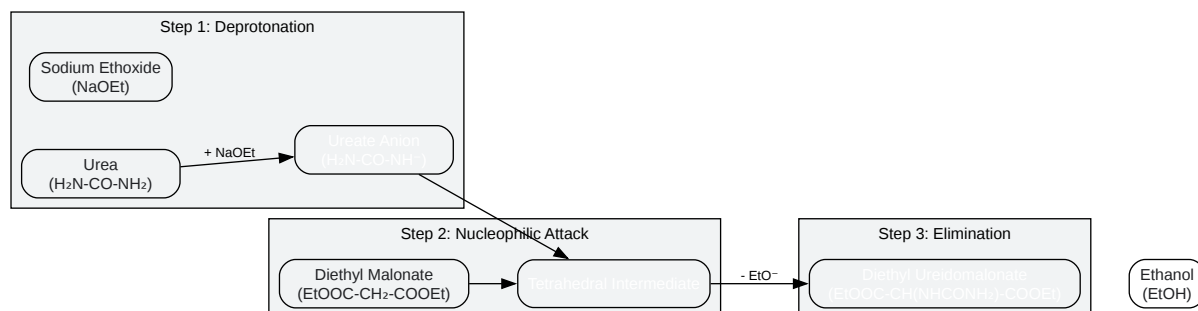 Step 1: Deprotonation
Sodium Ethoxide
(NaOEt)
Urea
(H₂N-CO-NH₂)
+ NaOEt
Ureate Anion
(H₂N-CO-NH⁻)
Step 2: Nucleophilic Attack
Diethyl Malonate
(EtOOC-CH₂-COOEt)
Tetrahedral Intermediate
- EtO⁻
Step 3: Elimination
Diethyl Ureidomalonate
(EtOOC-CH(NHCONH₂)-COOEt)
Ethanol
(EtOH)